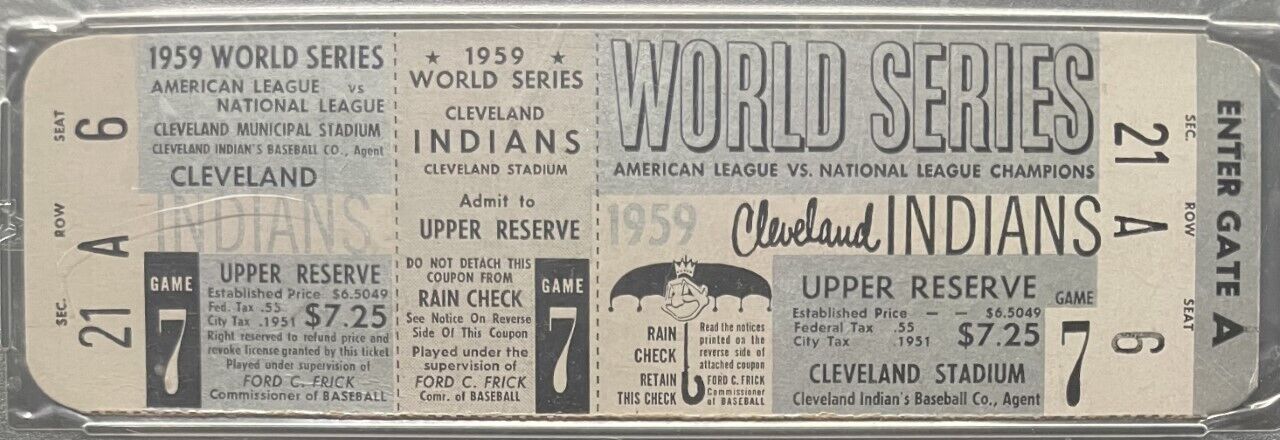 SEAT 6
ROW A
SEC. 21
1959 WORLD SERIES
AMERICAN LEAGUE vs
NATIONAL LEAGUE
CLEVELAND MUNICIPAL STADIUM
CLEVELAND INDIAN'S BASEBALL CO., Agent
CLEVELAND
INDIANS
GAME
7
UPPER RESERVE
Established Price $6.5049
Fed. Tax .55
City Tax .1951 $7.25
Right reserved to refund price and
revoke license granted by this ticket
Played under supervision of
FORD C. FRICK
Commissioner of BASEBALL
★ 1959 ★
WORLD SERIES
CLEVELAND
INDIANS
CLEVELAND STADIUM
Admit to
UPPER RESERVE
DO NOT DETACH THIS
COUPON FROM
RAIN CHECK
See Notice On Reverse
Side Of This Coupon
Played under the
supervision of
FORD C. FRICK
Comr. of BASEBALL
GAME
7
WORLD SERIES
AMERICAN LEAGUE VS. NATIONAL LEAGUE CHAMPIONS
1959 Cleveland INDIANS
RAIN
CHECK
RETAIN
THIS CHECK
Read the notices
printed on the
reverse side of
attached coupon
FORD C. FRICK
Commissioner
of BASEBALL
UPPER RESERVE
Established Price — — $6.5049
Federal Tax .55
City Tax .1951 $7.25
CLEVELAND STADIUM
Cleveland Indian's Baseball Co., Agent
GAME
7
SEC. 21
ROW A
SEAT 6
ENTER GATE A